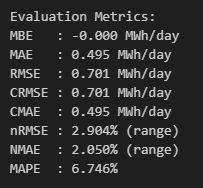 Evaluation Metrics:
MBE   : -0.000 MWh/day
MAE   : 0.495 MWh/day
RMSE  : 0.701 MWh/day
CRMSE : 0.701 MWh/day
CMAE  : 0.495 MWh/day
nRMSE : 2.904% (range)
NMAE  : 2.050% (range)
MAPE  : 6.746%